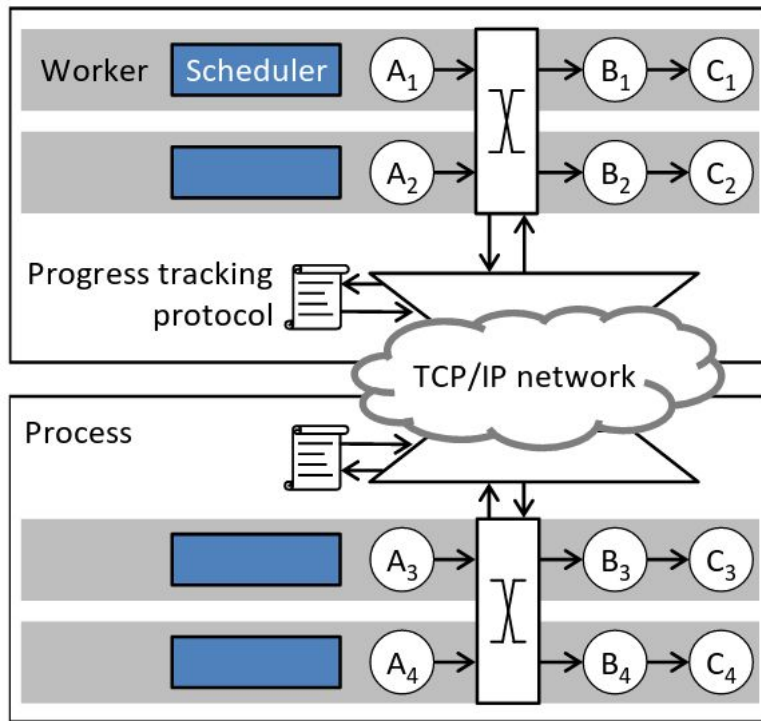 Worker Scheduler A₁ B₁ C₁
A₂ B₂ C₂
Progress tracking
protocol
TCP/IP network
Process
A₃ B₃ C₃
A₄ B₄ C₄